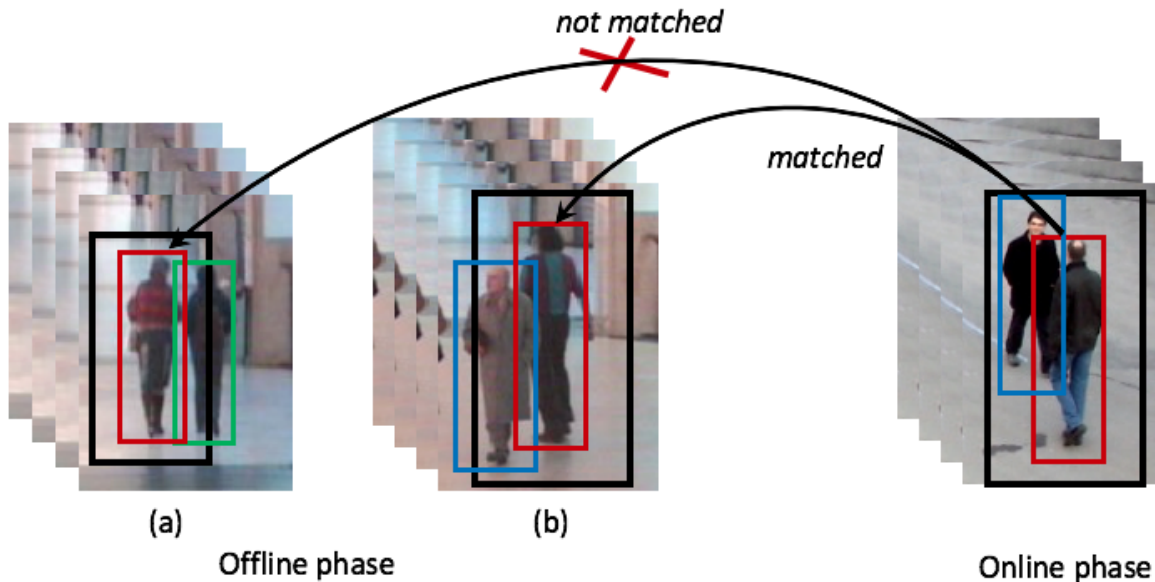 not matched
matched
(a)
(b)
Offline phase
Online phase